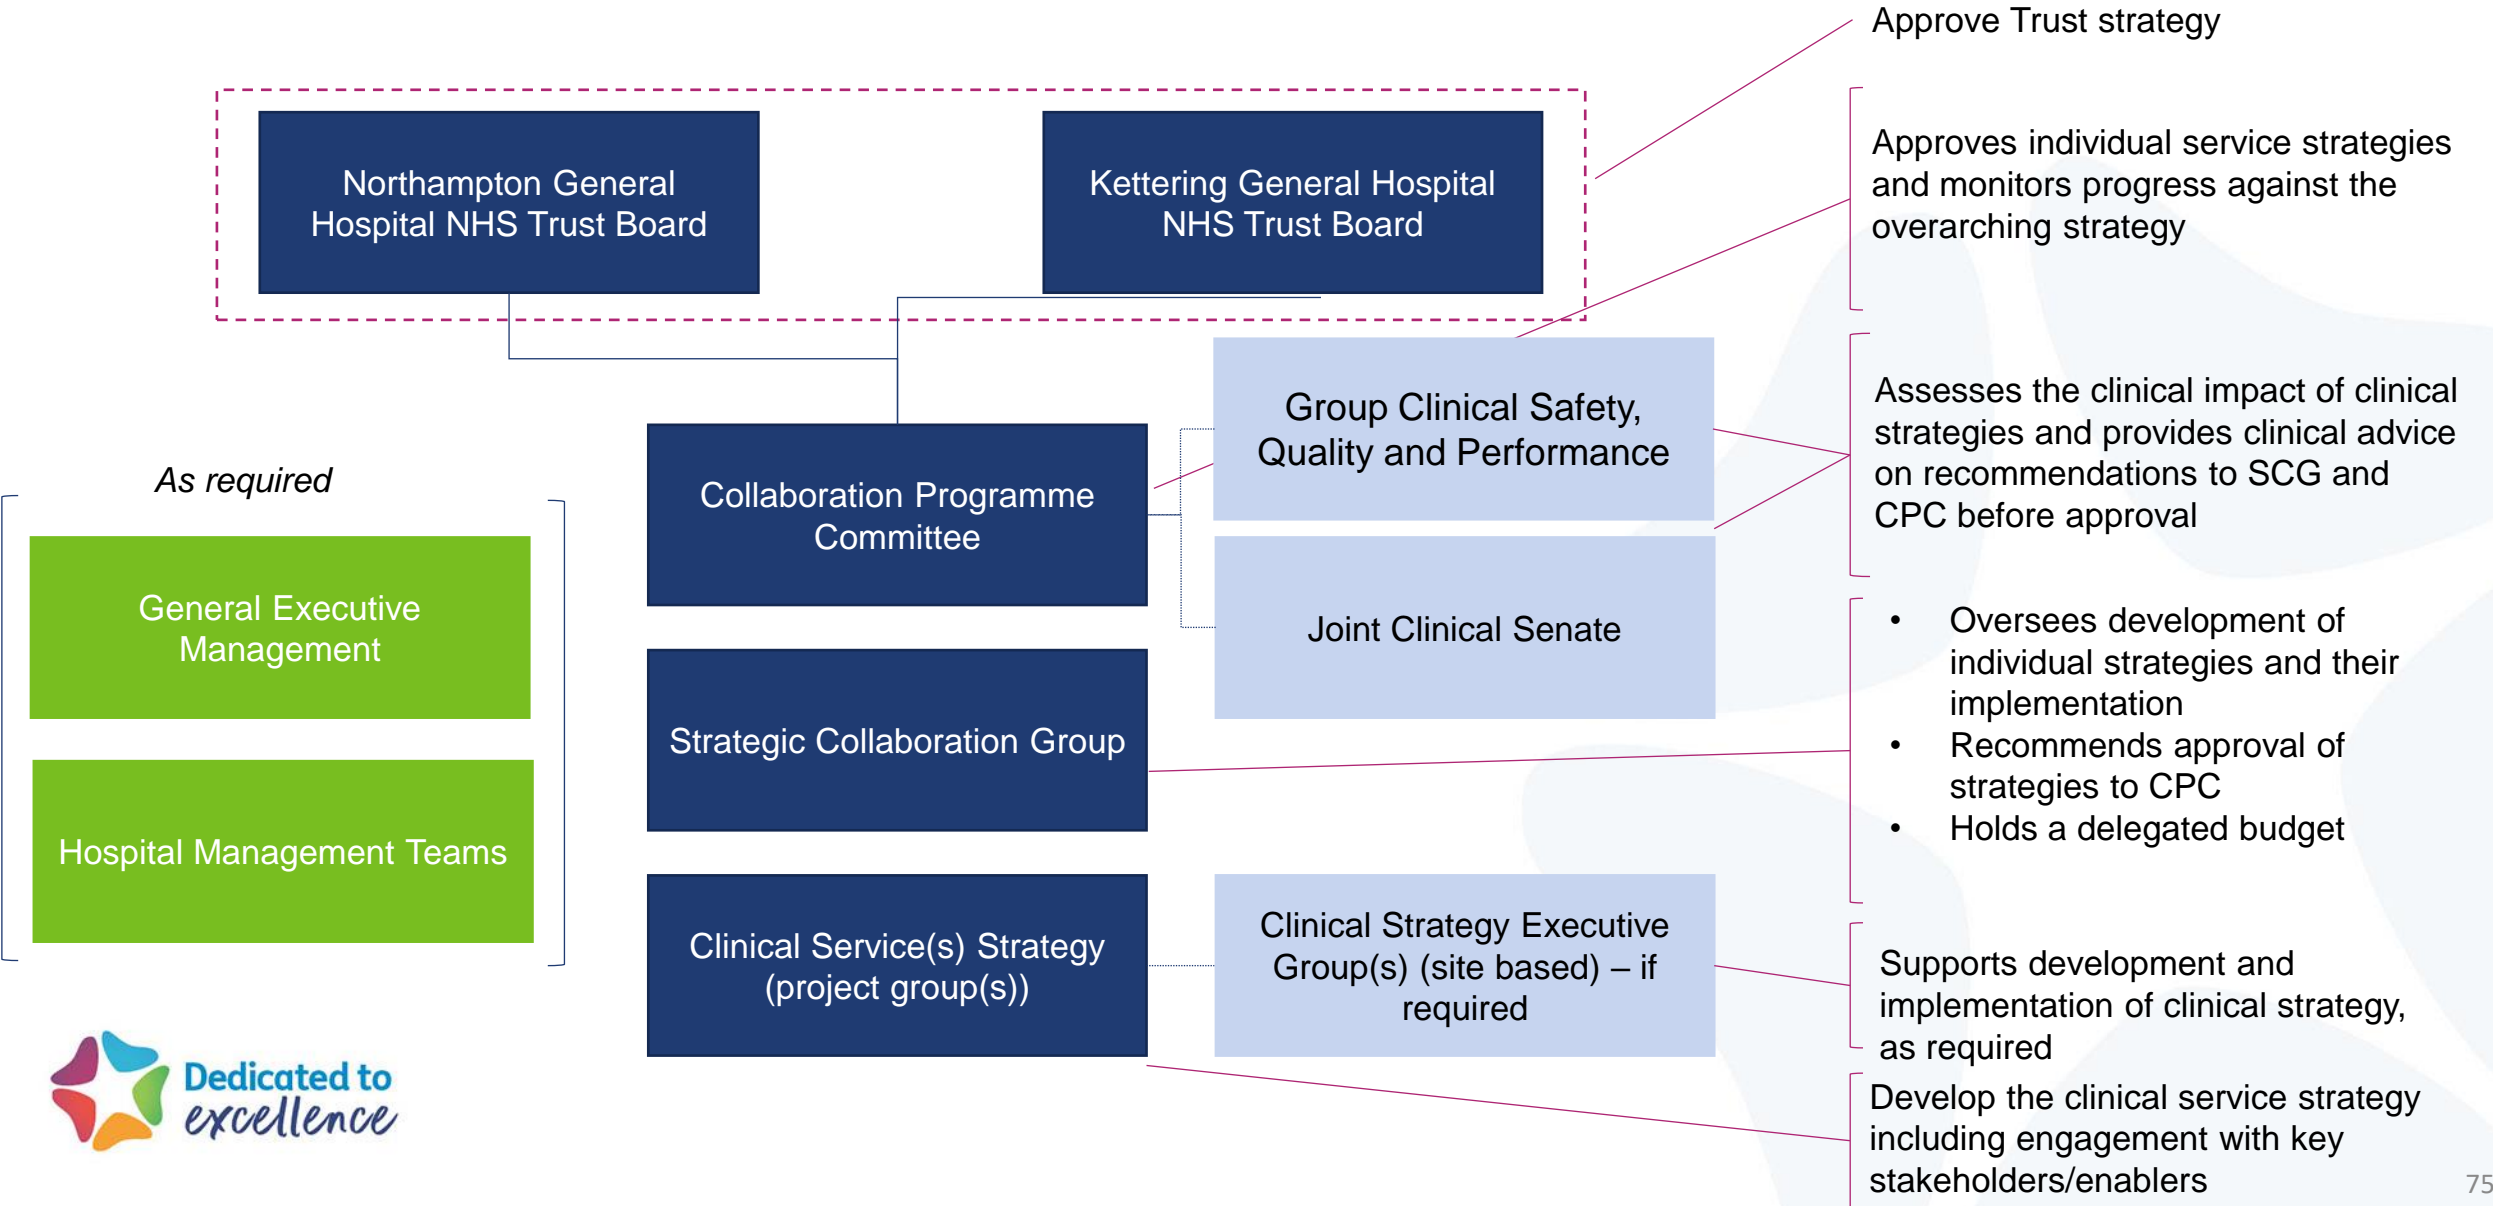 Approve Trust strategy
Northampton General
Hospital NHS Trust Board
Kettering General Hospital
NHS Trust Board
Approves individual service strategies
and monitors progress against the
overarching strategy
Group Clinical Safety,
Quality and Performance
Assesses the clinical impact of clinical
strategies and provides clinical advice
on recommendations to SCG and
CPC before approval
As required
Collaboration Programme
Committee
General Executive
Management
Joint Clinical Senate
• Oversees development of
individual strategies and their
implementation
• Recommends approval of
strategies to CPC
• Holds a delegated budget
Strategic Collaboration Group
Hospital Management Teams
Clinical Service(s) Strategy
(project group(s))
Clinical Strategy Executive
Group(s) (site based) – if
required
Supports development and
implementation of clinical strategy,
as required
Dedicated to
excellence
Develop the clinical service strategy
including engagement with key
stakeholders/enablers
75